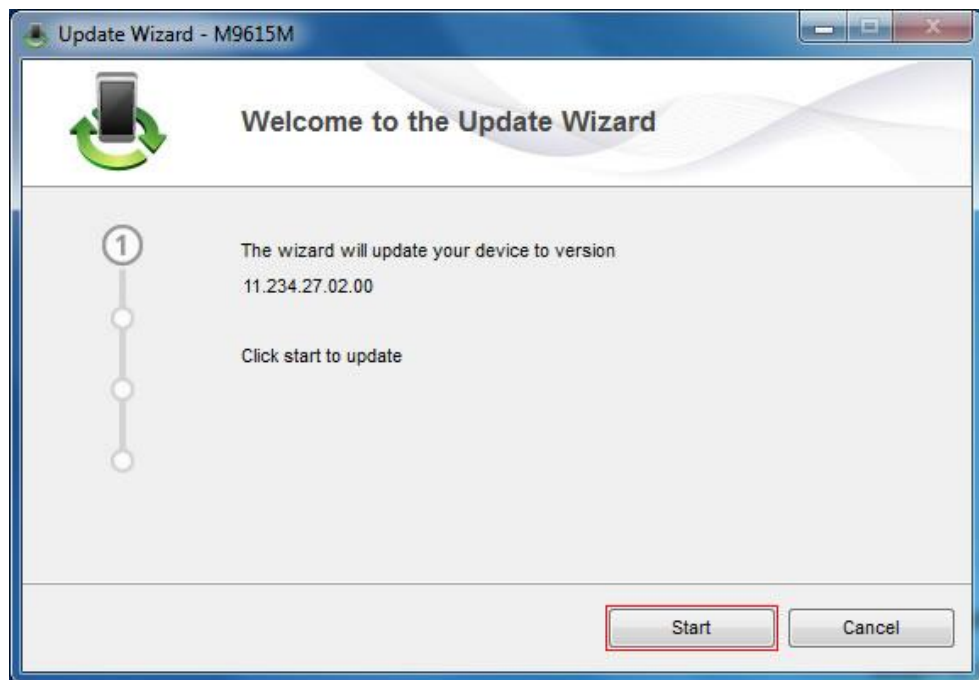 Update Wizard - M9615M
Welcome to the Update Wizard
1
The wizard will update your device to version
11.234.27.02.00
Click start to update
Start
Cancel